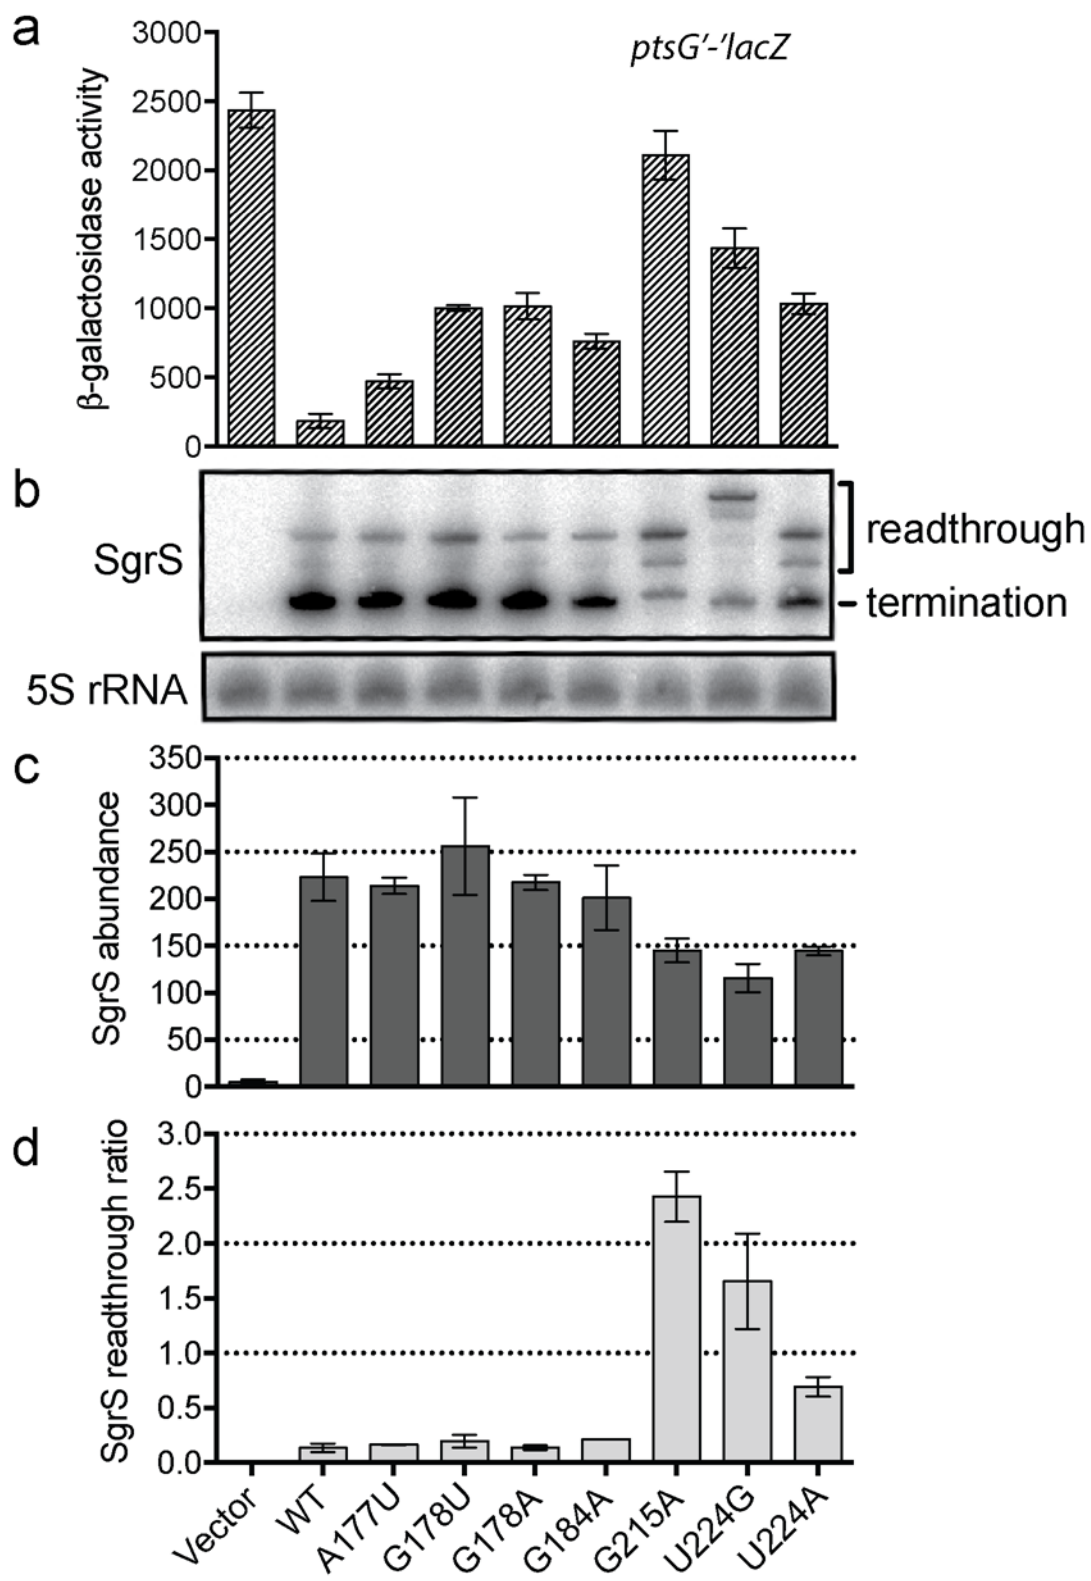 a
ptsG′-′lacZ
β-galactosidase activity
3000
2500
2000
1500
1000
500
0
b
SgrS
readthrough
termination
5S rRNA
c
SgrS abundance
350
300
250
200
150
100
50
0
d
SgrS readthrough ratio
3.0
2.5
2.0
1.5
1.0
0.5
0.0
Vector
WT
A177U
G178U
G178A
G184A
G215A
U224G
U224A